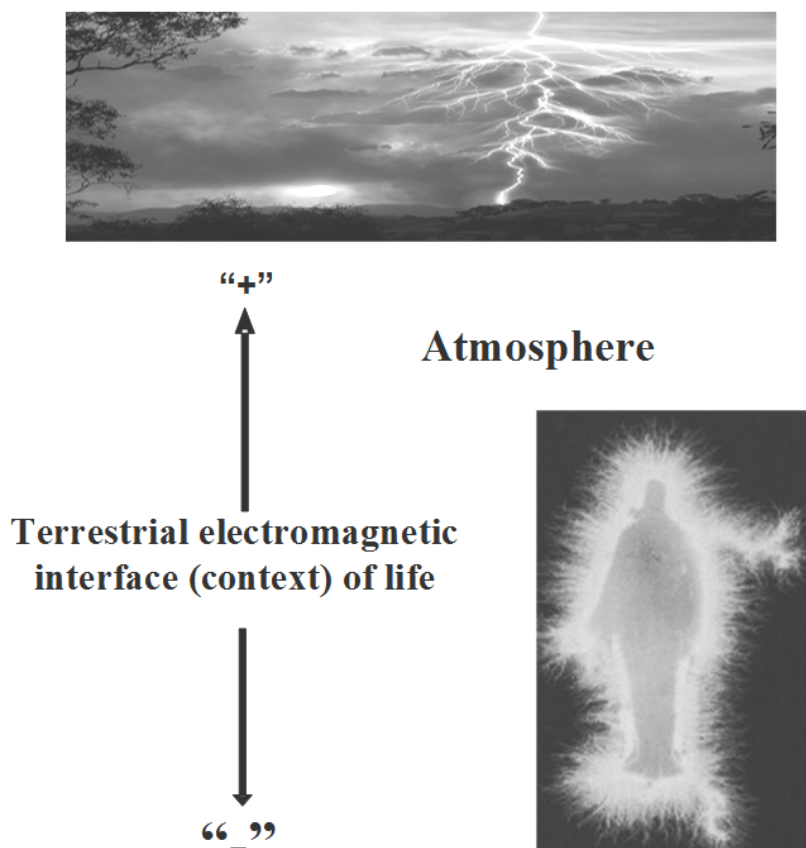 “+”
Atmosphere
Terrestrial electromagnetic
interface (context) of life
“-”